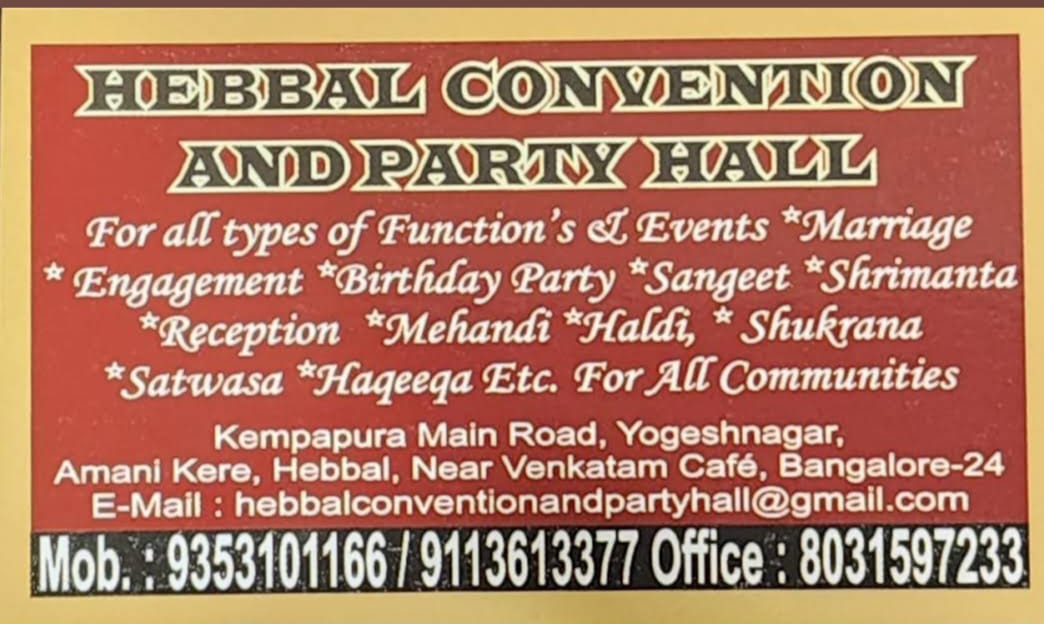 HEBBAL CONVENTION
AND PARTY HALL
For all types of Function's & Events *Marriage
* Engagement *Birthday Party *Sangeet *Shrimanta
*Reception *Mehandi *Haldi, * Shukrana
*Satwasa *Haqeeqa Etc. For All Communities
Kempapura Main Road, Yogeshnagar,
Amani Kere, Hebbal, Near Venkatam Café, Bangalore-24
E-Mail : hebbalconventionandpartyhall@gmail.com
Mob. : 9353101166 / 9113613377 Office : 8031597233